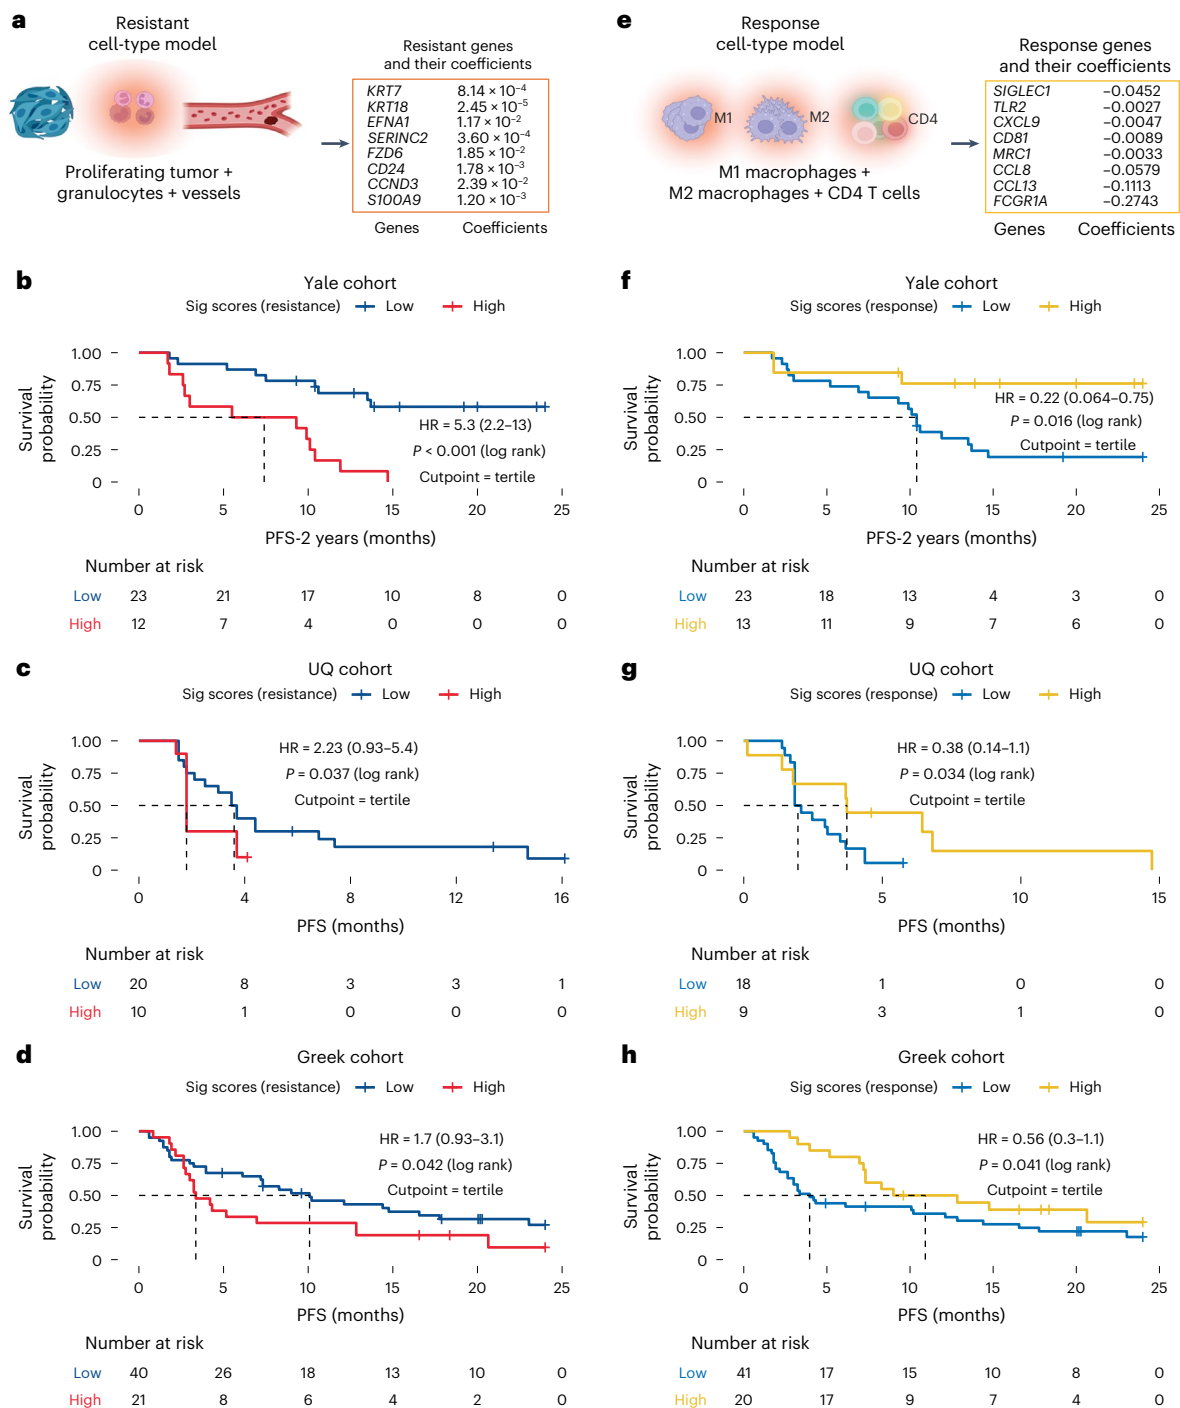 a
Resistant
cell-type model
Proliferating tumor +
granulocytes + vessels
Resistant genes
and their coefficients
KRT7 8.14 × 10⁻⁴
KRT18 2.45 × 10⁻⁵
EFNA1 1.17 × 10⁻²
SERINC2 3.60 × 10⁻⁴
FZD6 1.85 × 10⁻²
CD24 1.78 × 10⁻³
CCND3 2.39 × 10⁻²
S100A9 1.20 × 10⁻³
Genes Coefficients
e
Response
cell-type model
M1 M2 CD4
M1 macrophages +
M2 macrophages + CD4 T cells
Response genes
and their coefficients
SIGLEC1 –0.0452
TLR2 –0.0027
CXCL9 –0.0047
CD81 –0.0089
MRC1 –0.0033
CCL8 –0.0579
CCL13 –0.1113
FCGR1A –0.2743
Genes Coefficients
b
Yale cohort
Sig scores (resistance) Low High
Survival
probability
1.00
0.75
0.50
0.25
0
HR = 5.3 (2.2–13)
P < 0.001 (log rank)
Cutpoint = tertile
0 5 10 15 20 25
PFS-2 years (months)
Number at risk
Low 23 21 17 10 8 0
High 12 7 4 0 0 0
f
Yale cohort
Sig scores (response) Low High
Survival
probability
1.00
0.75
0.50
0.25
0
HR = 0.22 (0.064–0.75)
P = 0.016 (log rank)
Cutpoint = tertile
0 5 10 15 20 25
PFS-2 years (months)
Number at risk
Low 23 18 13 4 3 0
High 13 11 9 7 6 0
c
UQ cohort
Sig scores (resistance) Low High
Survival
probability
1.00
0.75
0.50
0.25
0
HR = 2.23 (0.93–5.4)
P = 0.037 (log rank)
Cutpoint = tertile
0 4 8 12 16
PFS (months)
Number at risk
Low 20 8 3 3 1
High 10 1 0 0 0
g
UQ cohort
Sig scores (response) Low High
Survival
probability
1.00
0.75
0.50
0.25
0
HR = 0.38 (0.14–1.1)
P = 0.034 (log rank)
Cutpoint = tertile
0 5 10 15
PFS (months)
Number at risk
Low 18 1 0 0
High 9 3 1 0
d
Greek cohort
Sig scores (resistance) Low High
Survival
probability
1.00
0.75
0.50
0.25
0
HR = 1.7 (0.93–3.1)
P = 0.042 (log rank)
Cutpoint = tertile
0 5 10 15 20 25
PFS (months)
Number at risk
Low 40 26 18 13 10 0
High 21 8 6 4 2 0
h
Greek cohort
Sig scores (response) Low High
Survival
probability
1.00
0.75
0.50
0.25
0
HR = 0.56 (0.3–1.1)
P = 0.041 (log rank)
Cutpoint = tertile
0 5 10 15 20 25
PFS (months)
Number at risk
Low 41 17 15 10 8 0
High 20 17 9 7 4 0